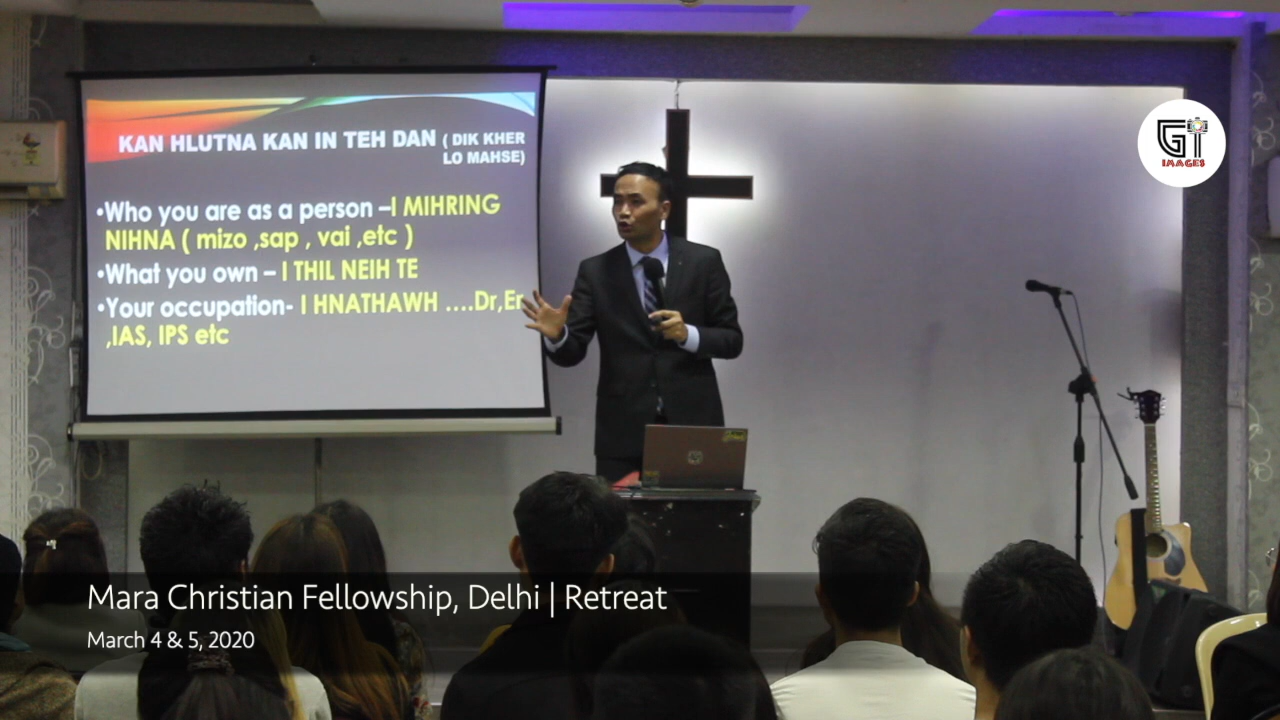 KAN HLUTNA KAN IN TEH DAN ( DIK KHER
LO MAHSE)
•Who you are as a person –I MIHRING
NIHNA ( mizo ,sap , vai ,etc )
•What you own – I THIL NEIH TE
•Your occupation- I HNATHAWH ....Dr,Er
,IAS, IPS etc
GT
IMAGES
Mara Christian Fellowship, Delhi | Retreat
March 4 & 5, 2020